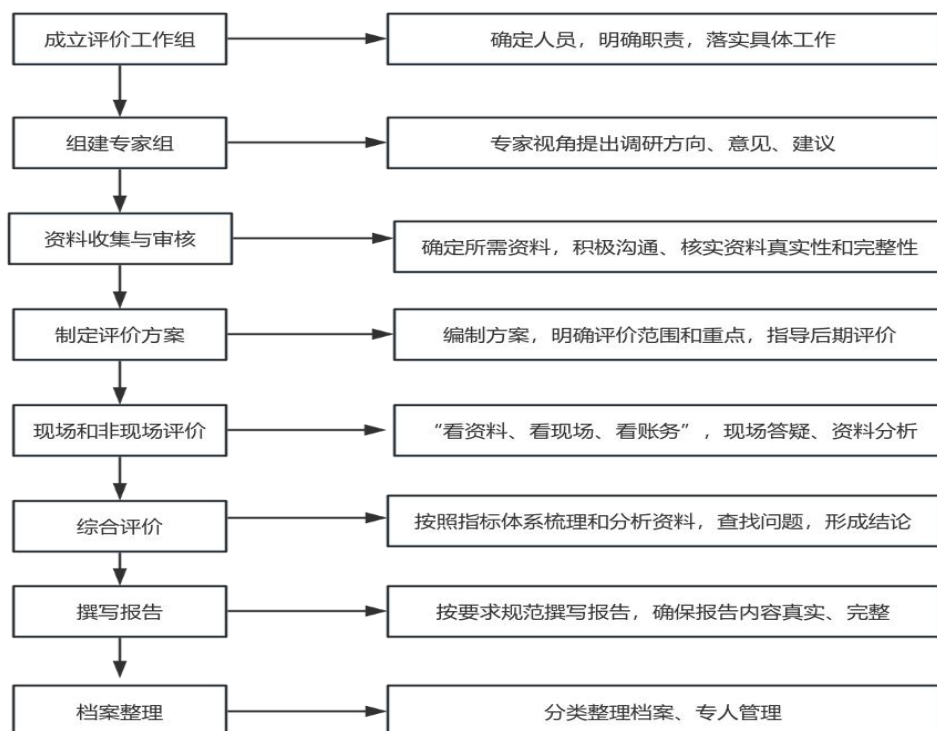 成立评价工作组
确定人员，明确职责，落实具体工作
组建专家组
专家视角提出调研方向、意见、建议
资料收集与审核
确定所需资料，积极沟通、核实资料真实性和完整性
制定评价方案
编制方案，明确评价范围和重点，指导后期评价
现场和非现场评价
“看资料、看现场、看账务”，现场答疑、资料分析
综合评价
按照指标体系梳理和分析资料，查找问题，形成结论
撰写报告
按要求规范撰写报告，确保报告内容真实、完整
档案整理
分类整理档案、专人管理